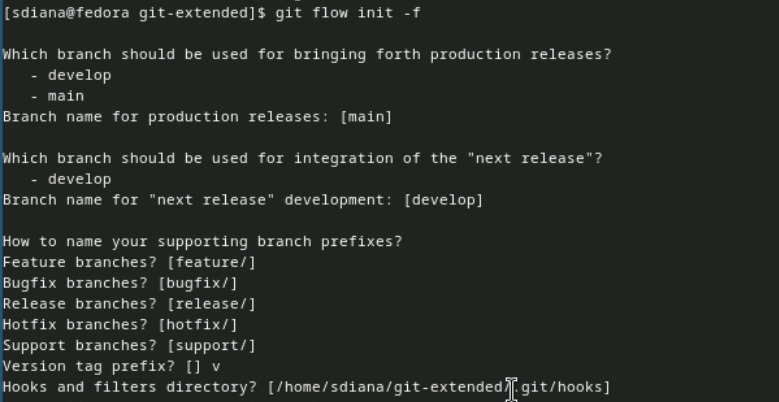 [sdiana@fedora git-extended]$ git flow init -f
Which branch should be used for bringing forth production releases?
- develop
- main
Branch name for production releases: [main]
Which branch should be used for integration of the "next release"?
- develop
Branch name for "next release" development: [develop]
How to name your supporting branch prefixes?
Feature branches? [feature/]
Bugfix branches? [bugfix/]
Release branches? [release/]
Hotfix branches? [hotfix/]
Support branches? [support/]
Version tag prefix? [] v
Hooks and filters directory? [/home/sdiana/git-extended/.git/hooks]